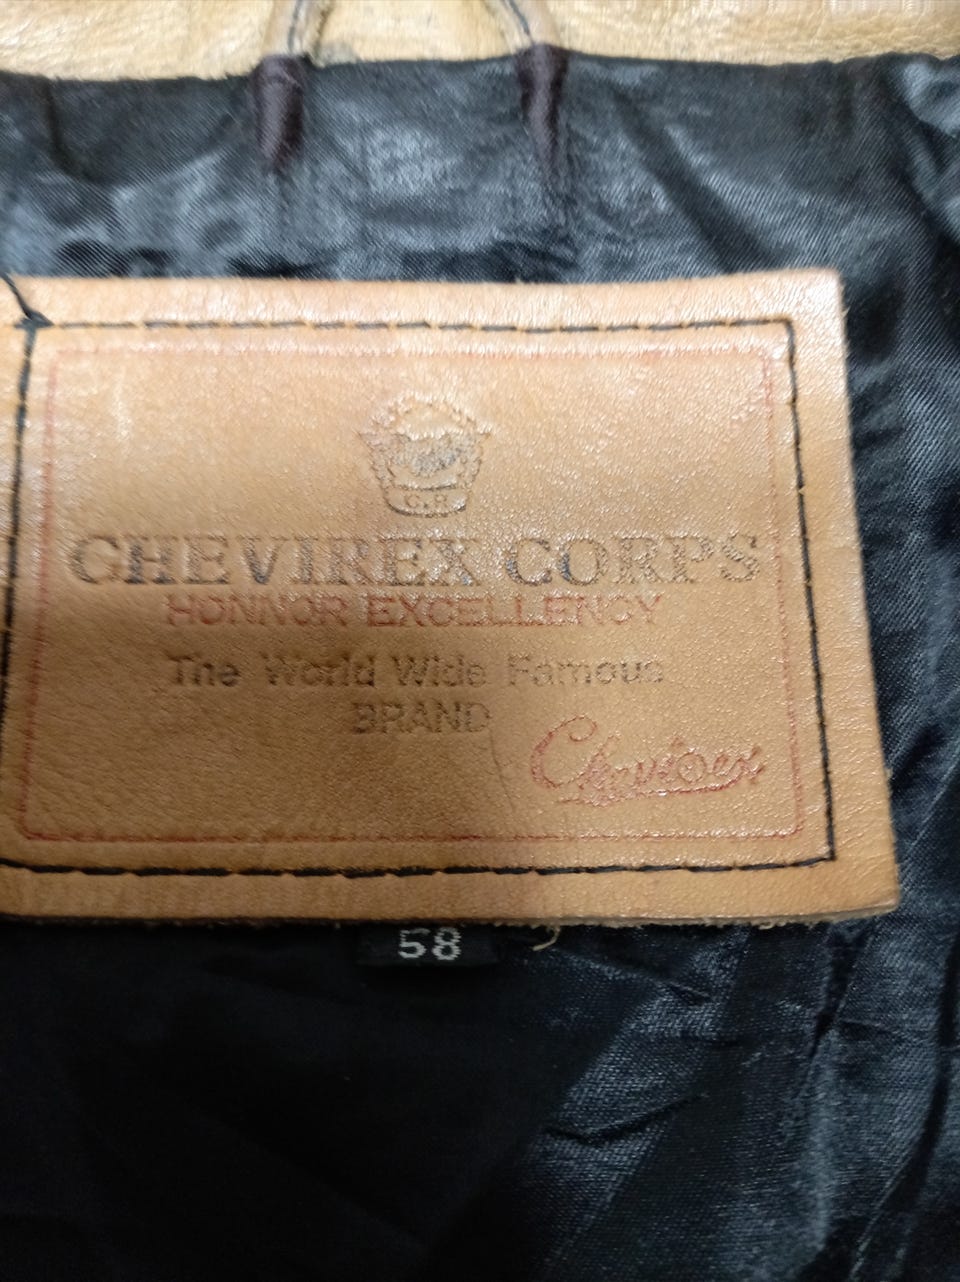 C.R
CHEVIREX CORPS
HONNOR EXCELLENCY
The World Wide Famous
BRAND
Chevirex
58